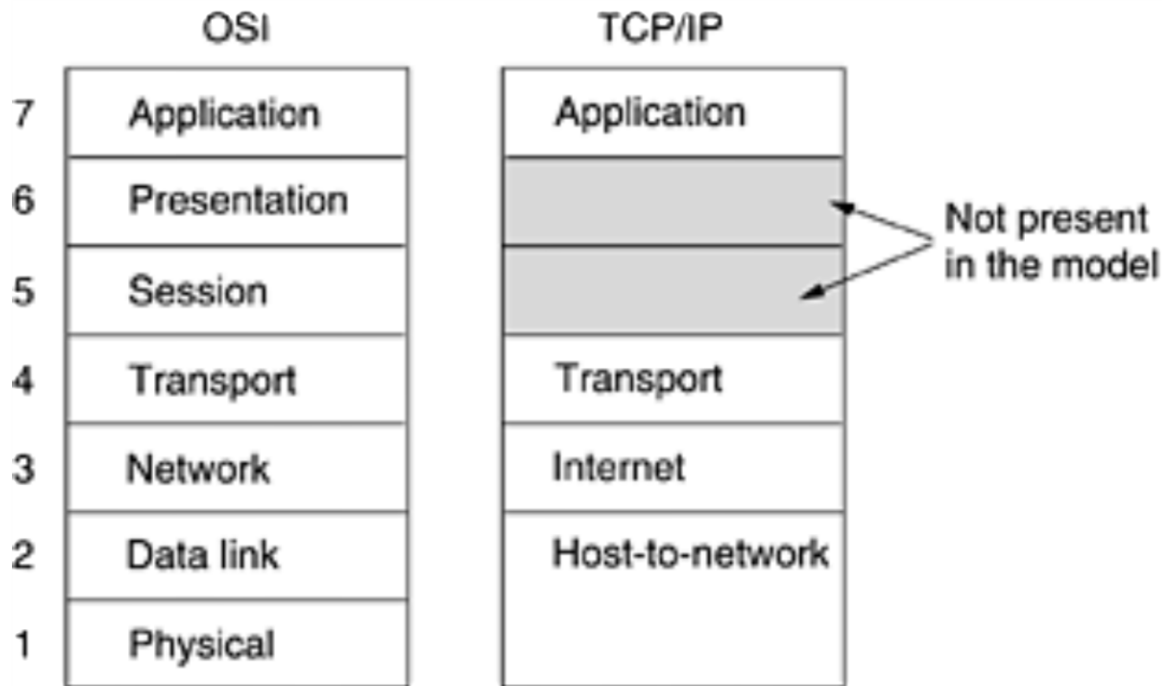 OSI TCP/IP
7 Application Application
6 Presentation
Not present
in the model
5 Session
4 Transport Transport
3 Network Internet
2 Data link Host-to-network
1 Physical